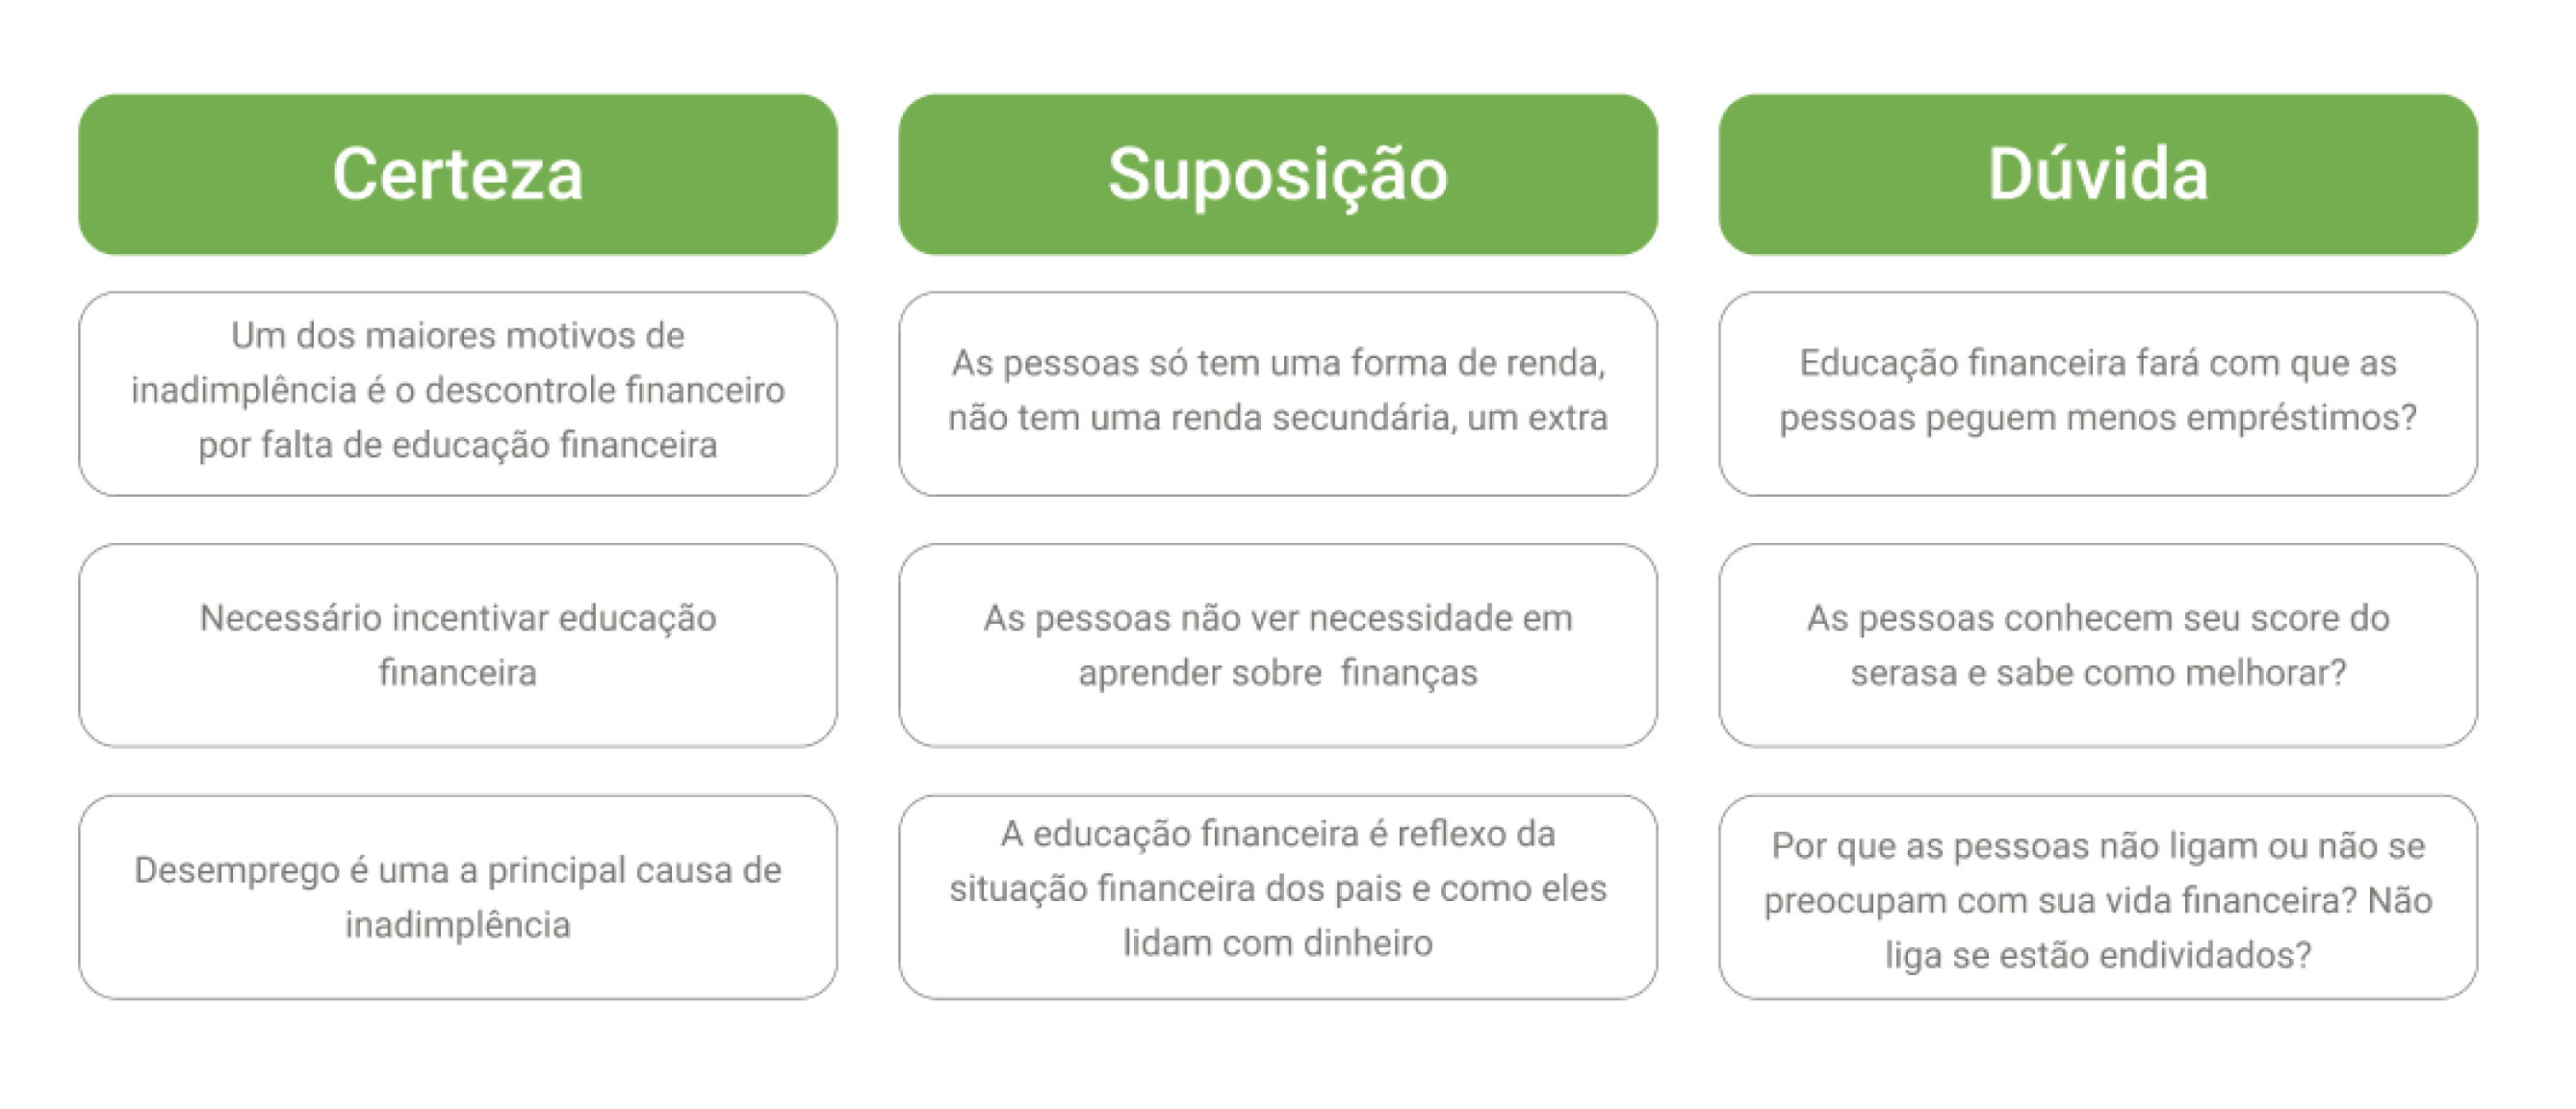 Certeza
Um dos maiores motivos de
inadimplência é o descontrole financeiro
por falta de educação financeira
Necessário incentivar educação
financeira
Desemprego é uma a principal causa de
inadimplência
Suposição
As pessoas só tem uma forma de renda,
não tem uma renda secundária, um extra
As pessoas não ver necessidade em
aprender sobre  finanças
A educação financeira é reflexo da
situação financeira dos pais e como eles
lidam com dinheiro
Dúvida
Educação financeira fará com que as
pessoas peguem menos empréstimos?
As pessoas conhecem seu score do
serasa e sabe como melhorar?
Por que as pessoas não ligam ou não se
preocupam com sua vida financeira? Não
liga se estão endividados?